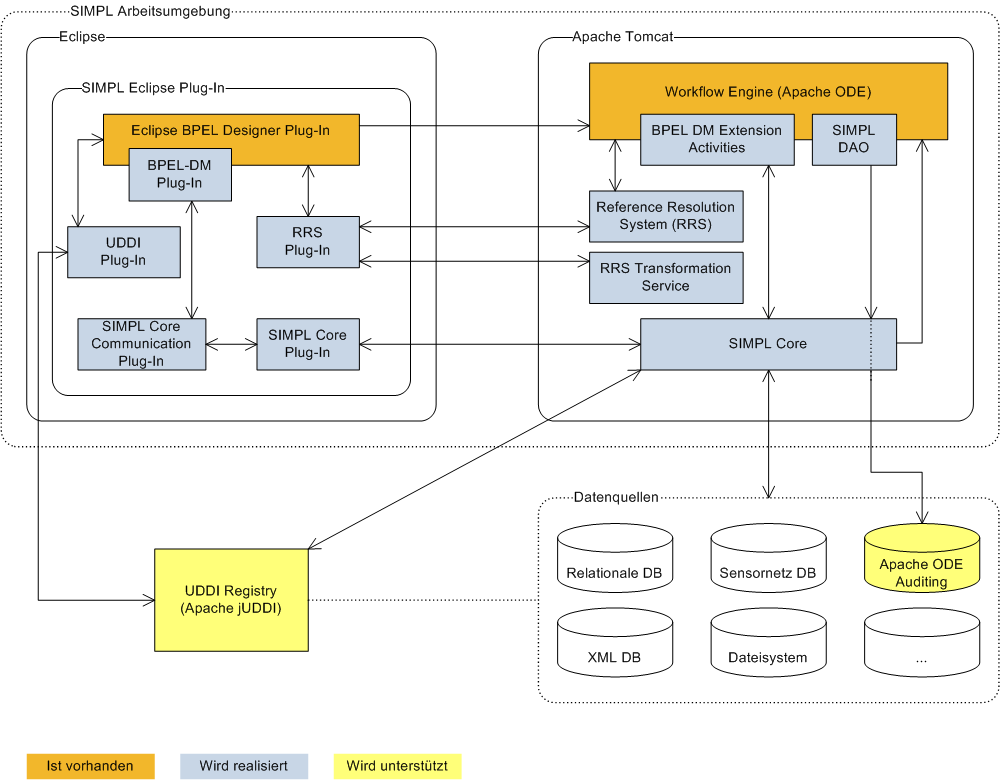 SIMPL Arbeitsumgebung
Eclipse
Apache Tomcat
SIMPL Eclipse Plug-In
Eclipse BPEL Designer Plug-In
BPEL-DM
Plug-In
UDDI
Plug-In
RRS
Plug-In
SIMPL Core
Communication
Plug-In
SIMPL Core
Plug-In
Workflow Engine (Apache ODE)
BPEL DM Extension
Activities
SIMPL
DAO
Reference Resolution
System (RRS)
RRS Transformation
Service
SIMPL Core
UDDI Registry
(Apache jUDDI)
Datenquellen
Relationale DB
Sensornetz DB
Apache ODE
Auditing
XML DB
Dateisystem
...
Ist vorhanden
Wird realisiert
Wird unterstützt